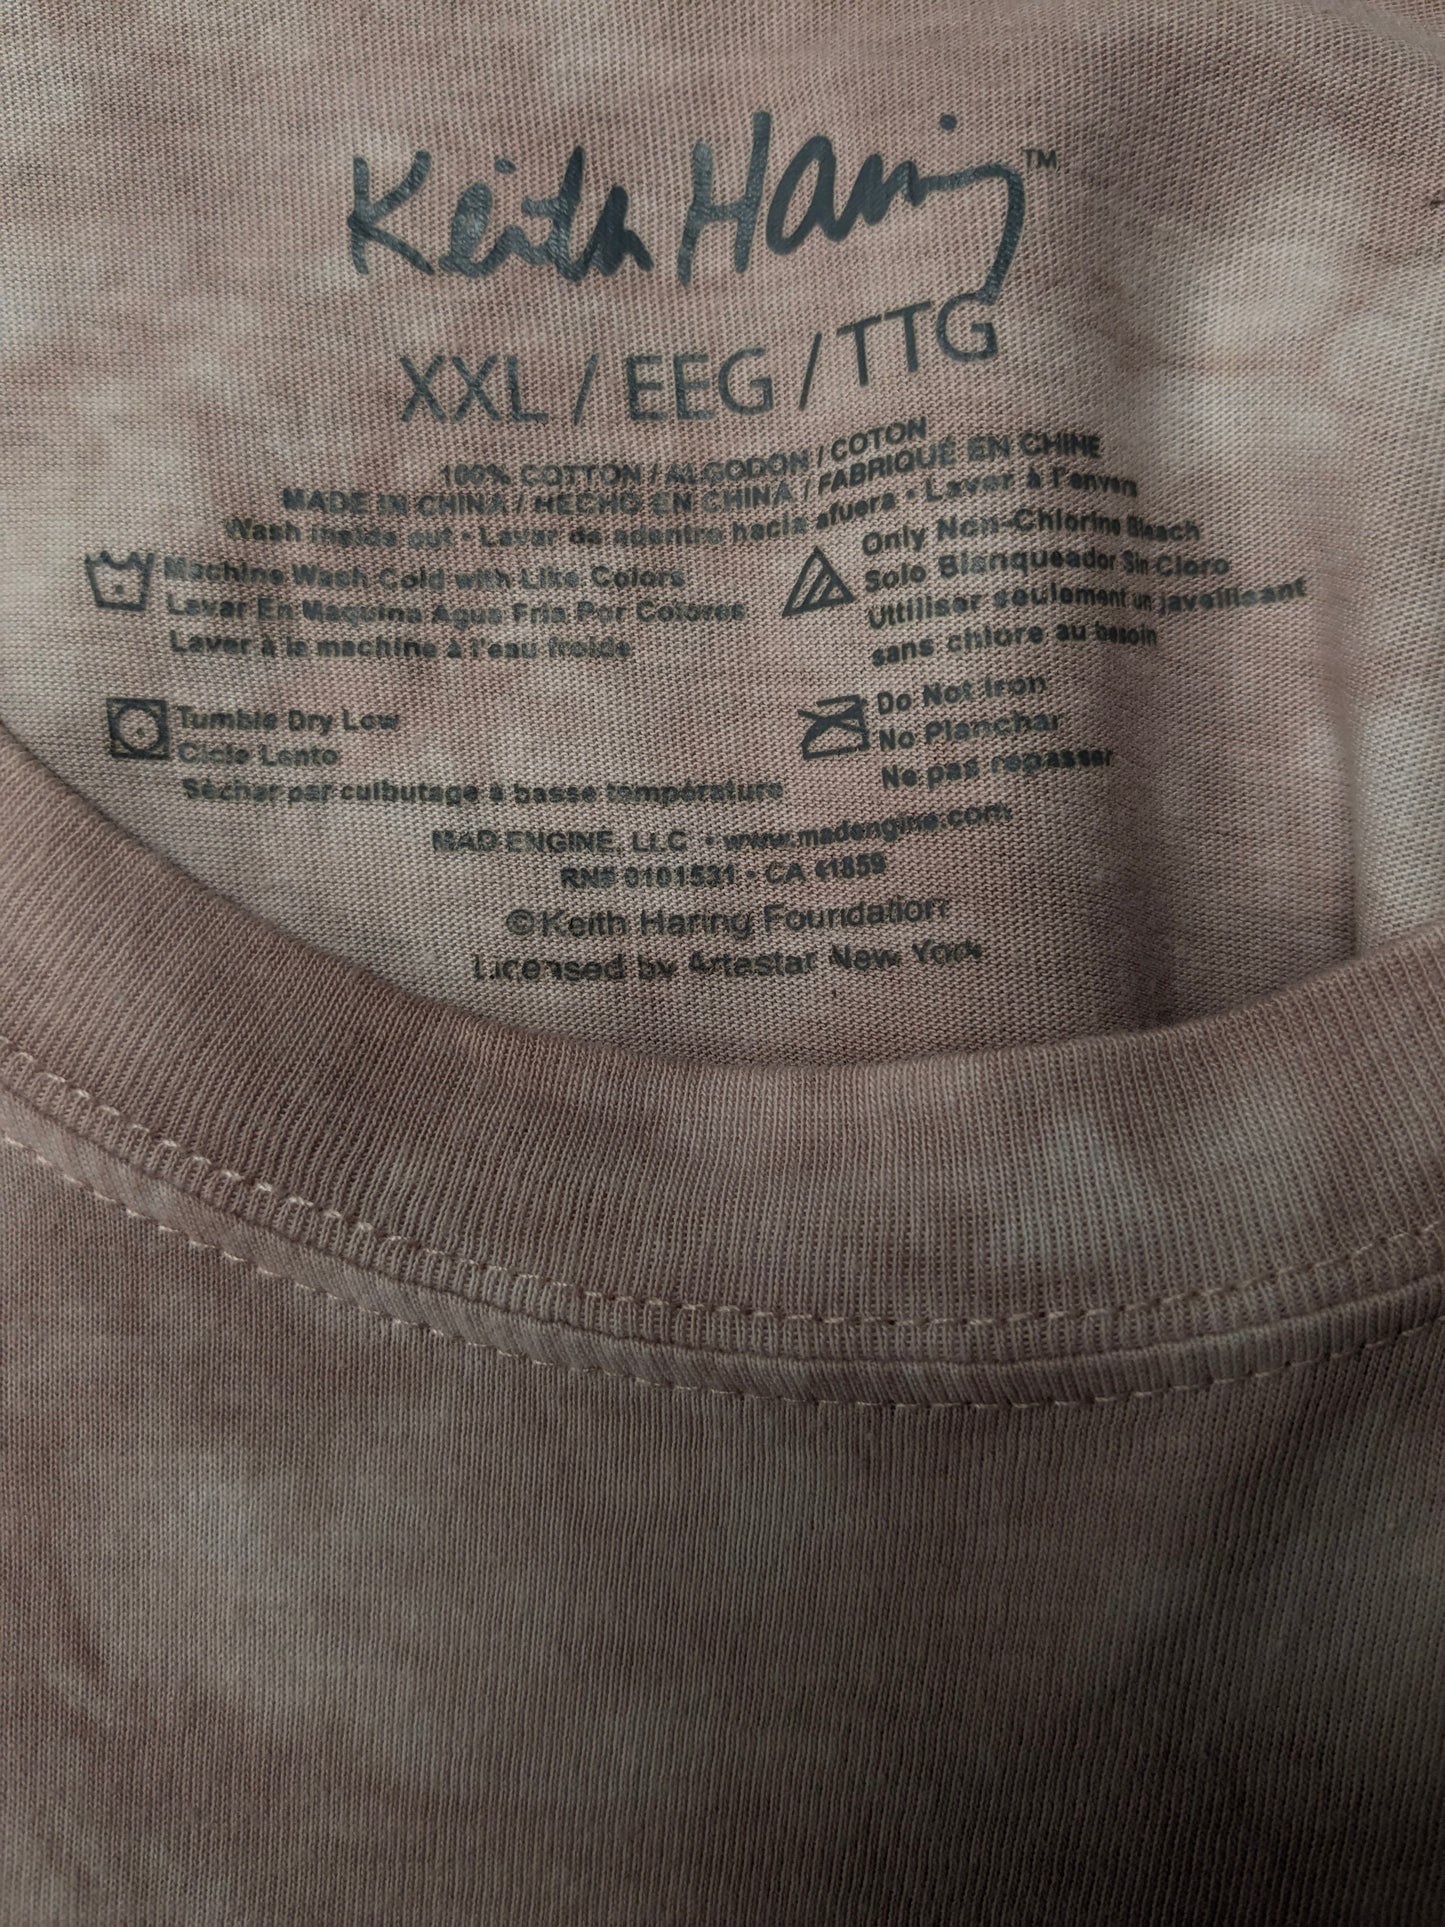 Keith Haring™
XXL / EEG / TTG
100% COTTON / ALGODON / COTON
MADE IN CHINA / HECHO EN CHINA / FABRIQUÉ EN CHINE
Wash inside out • Lavar de adentro hacia afuera • Laver à l'envers
Machine Wash Cold with Like Colors
Lavar En Maquina Agua Fria Por Colores
Laver à la machine à l'eau froide
Only Non-Chlorine Bleach
Solo Blanqueador Sin Cloro
Uttiliser seulement un javellisant
sans chlore au besoin
Tumble Dry Low
Ciclo Lento
Sèchar par culbutage à basse température
Do Not Iron
No Planchar
Ne pas repasser
MAD ENGINE, LLC • www.madengine.com
RN# 0101531 • CA 41859
©Keith Haring Foundation
Licensed by Artestar New York